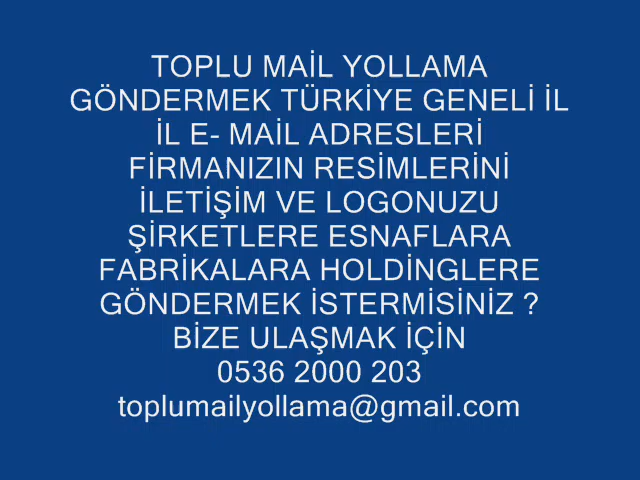 TOPLU MAİL YOLLAMA
GÖNDERMEK TÜRKİYE GENELİ İL
İL E- MAİL ADRESLERİ
FİRMANIZIN RESİMLERİNİ
İLETİŞİM VE LOGONUZU
ŞİRKETLERE ESNAFLARA
FABRİKALARA HOLDİNGLERE
GÖNDERMEK İSTERMİSİNİZ ?
BİZE ULAŞMAK İÇİN
0536 2000 203
toplumailyollama@gmail.com